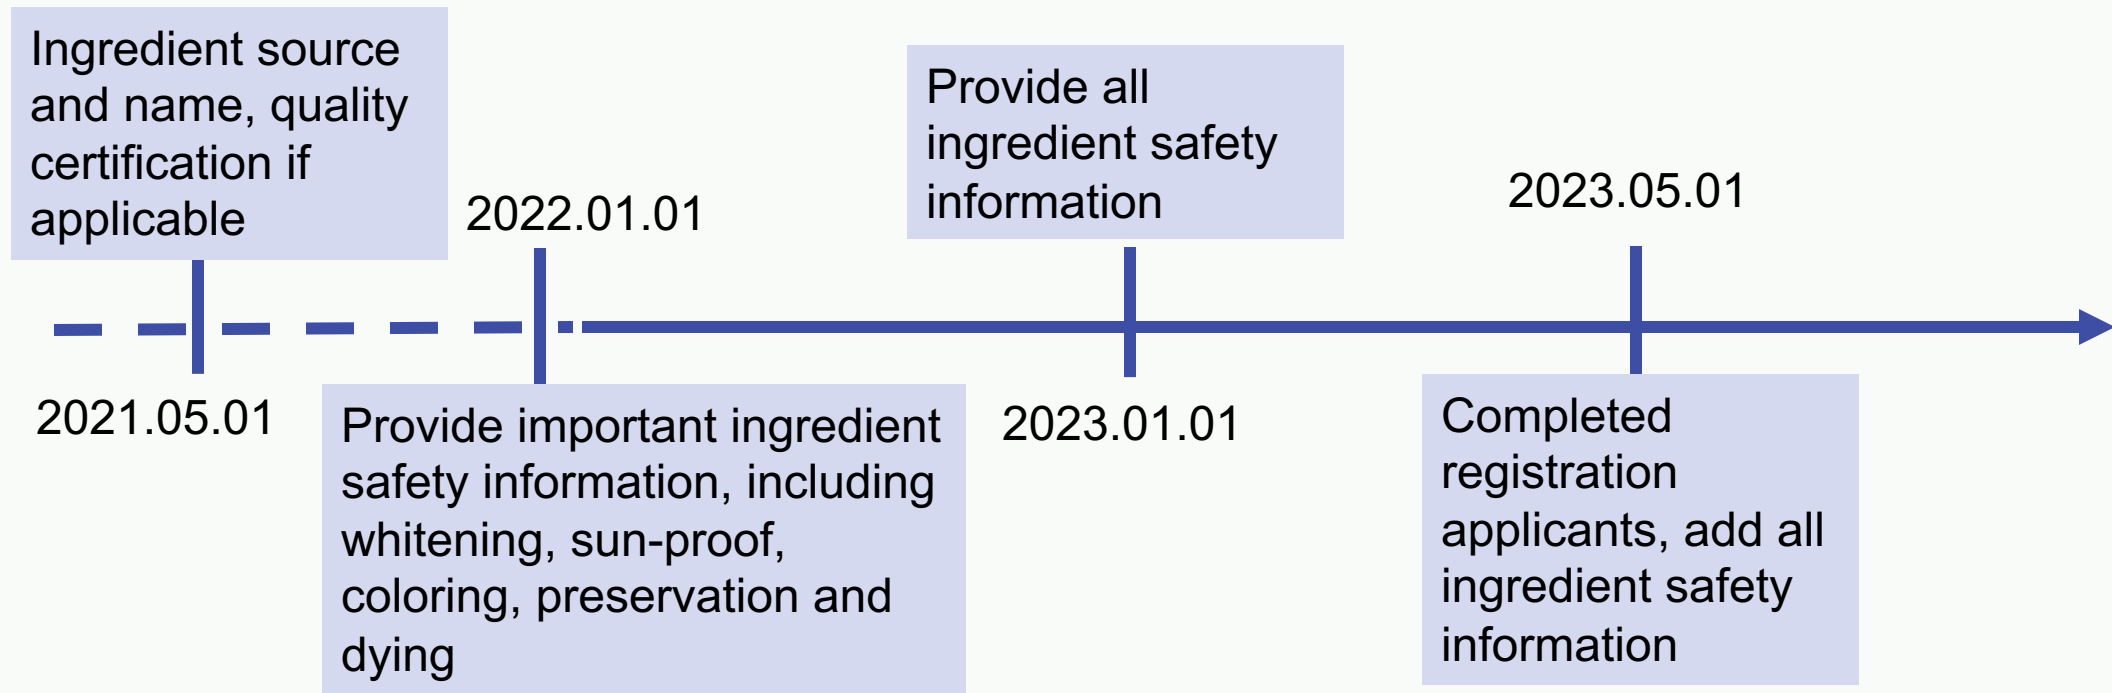 Ingredient source
and name, quality
certification if
applicable
2021.05.01
2022.01.01
Provide important ingredient
safety information, including
whitening, sun-proof,
coloring, preservation and
dying
Provide all
ingredient safety
information
2023.01.01
2023.05.01
Completed
registration
applicants, add all
ingredient safety
information